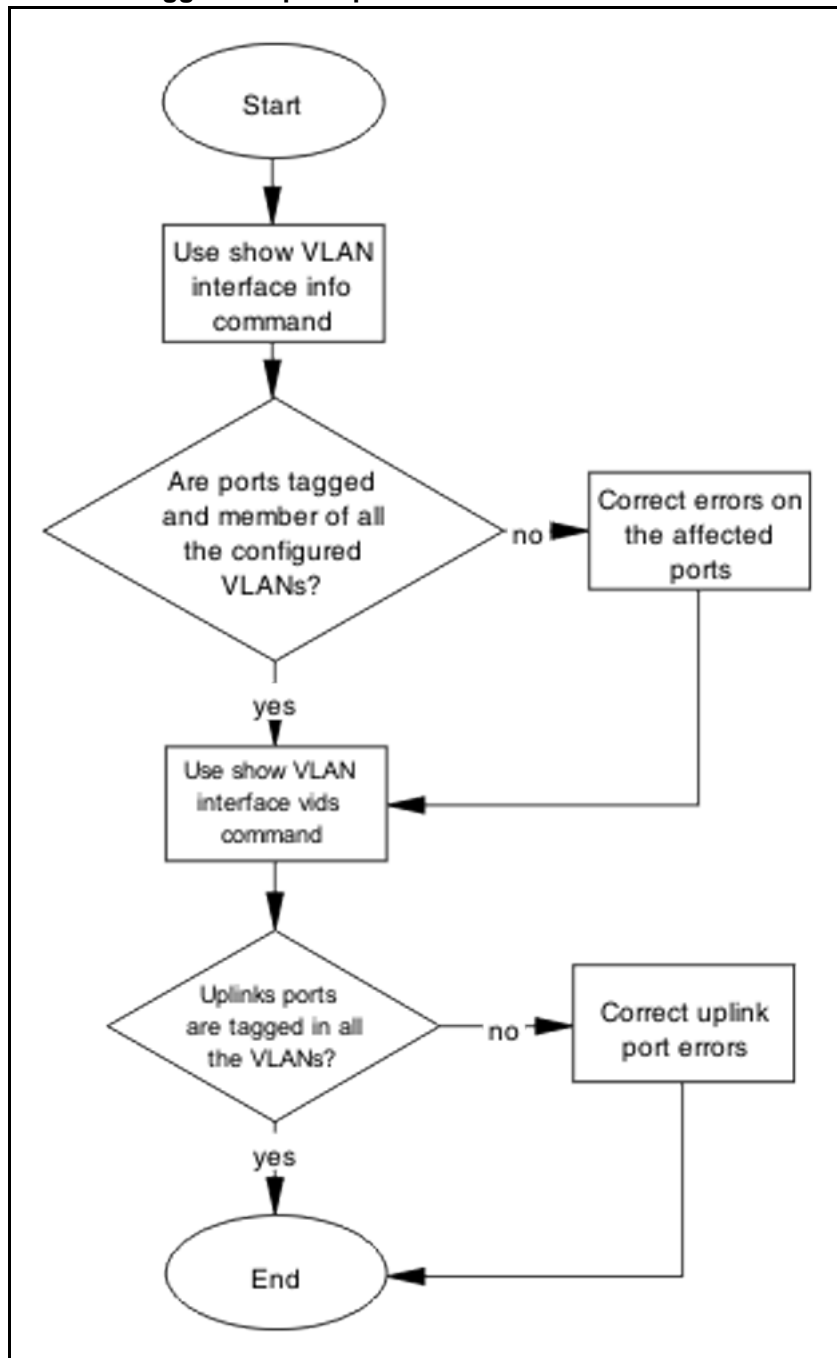 Start
Use show VLAN
interface info
command
Are ports tagged
and member of all
the configured
VLANs?
no
Correct errors on
the affected
ports
yes
Use show VLAN
interface vids
command
Uplinks ports
are tagged in all
the VLANs?
no
Correct uplink
port errors
yes
End